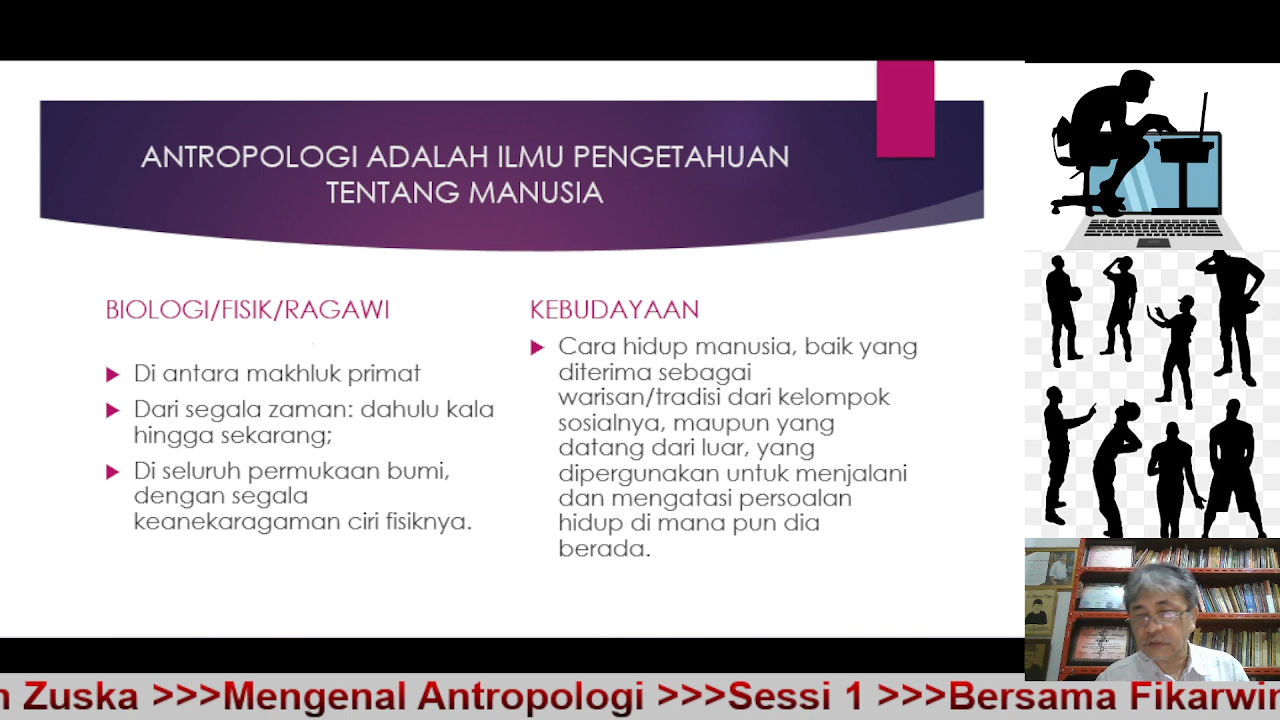 ANTROPOLOGI ADALAH ILMU PENGETAHUAN
TENTANG MANUSIA
BIOLOGI/FISIK/RAGAWI
Di antara makhluk primat
Dari segala zaman: dahulu kala
hingga sekarang;
Di seluruh permukaan bumi,
dengan segala
keanekaragaman ciri fisiknya.
KEBUDAYAAN
Cara hidup manusia, baik yang
diterima sebagai
warisan/tradisi dari kelompok
sosialnya, maupun yang
datang dari luar, yang
dipergunakan untuk menjalani
dan mengatasi persoalan
hidup di mana pun dia
berada.
n Zuska >>>Mengenal Antropologi >>>Sessi 1 >>>Bersama Fikarwin